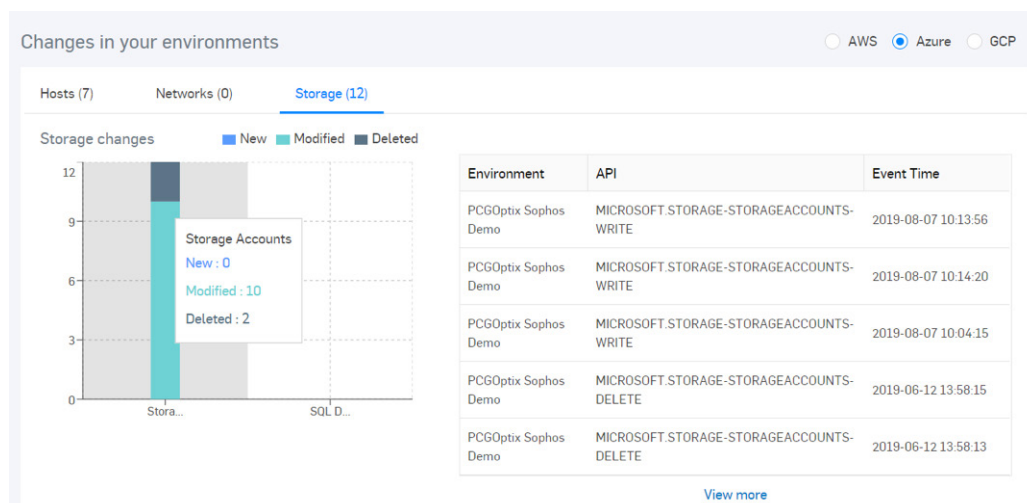 Changes in your environments
AWS Azure GCP
Hosts (7) Networks (0) Storage (12)
Storage changes New Modified Deleted
12
9
6
3
0
Stora... SQL D...
Storage Accounts
New : 0
Modified : 10
Deleted : 2
Environment API Event Time
PCGOptix Sophos
Demo
MICROSOFT.STORAGE-STORAGEACCOUNTS-
WRITE
2019-08-07 10:13:56
PCGOptix Sophos
Demo
MICROSOFT.STORAGE-STORAGEACCOUNTS-
WRITE
2019-08-07 10:14:20
PCGOptix Sophos
Demo
MICROSOFT.STORAGE-STORAGEACCOUNTS-
WRITE
2019-08-07 10:04:15
PCGOptix Sophos
Demo
MICROSOFT.STORAGE-STORAGEACCOUNTS-
DELETE
2019-06-12 13:58:15
PCGOptix Sophos
Demo
MICROSOFT.STORAGE-STORAGEACCOUNTS-
DELETE
2019-06-12 13:58:13
View more